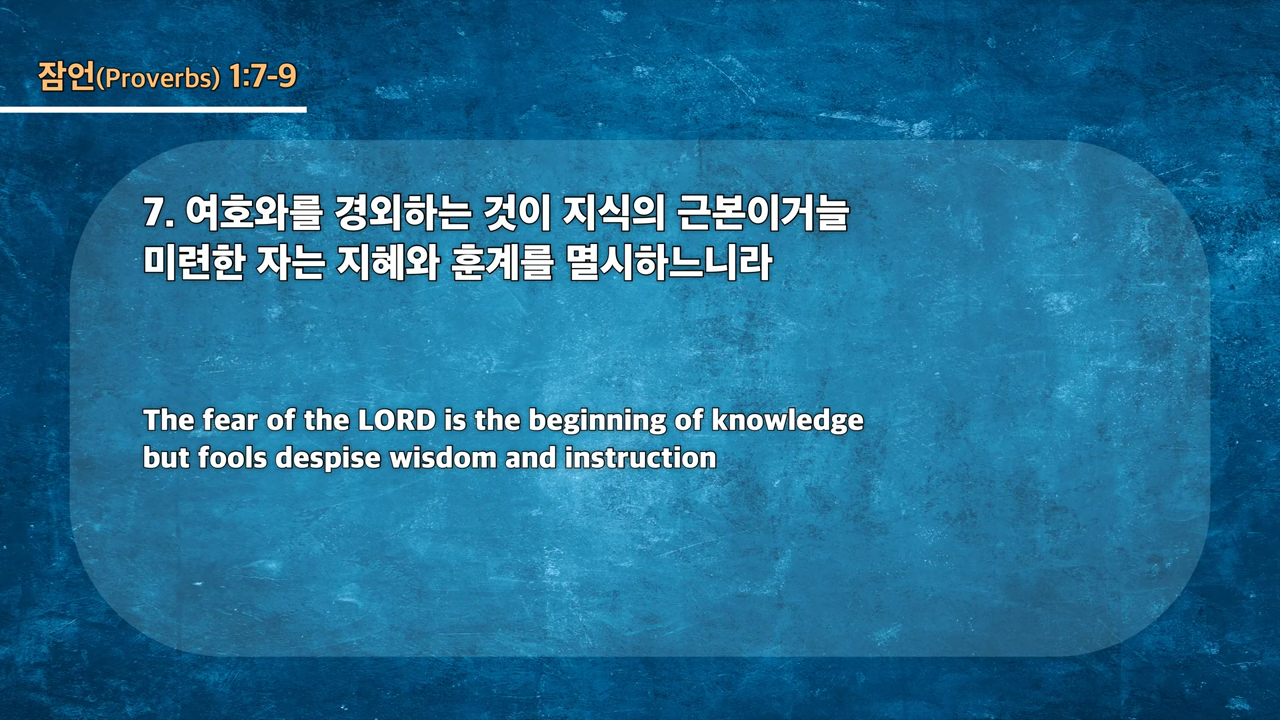 잠언(Proverbs) 1:7-9
7. 여호와를 경외하는 것이 지식의 근본이거늘
미련한 자는 지혜와 훈계를 멸시하느니라
The fear of the LORD is the beginning of knowledge
but fools despise wisdom and instruction